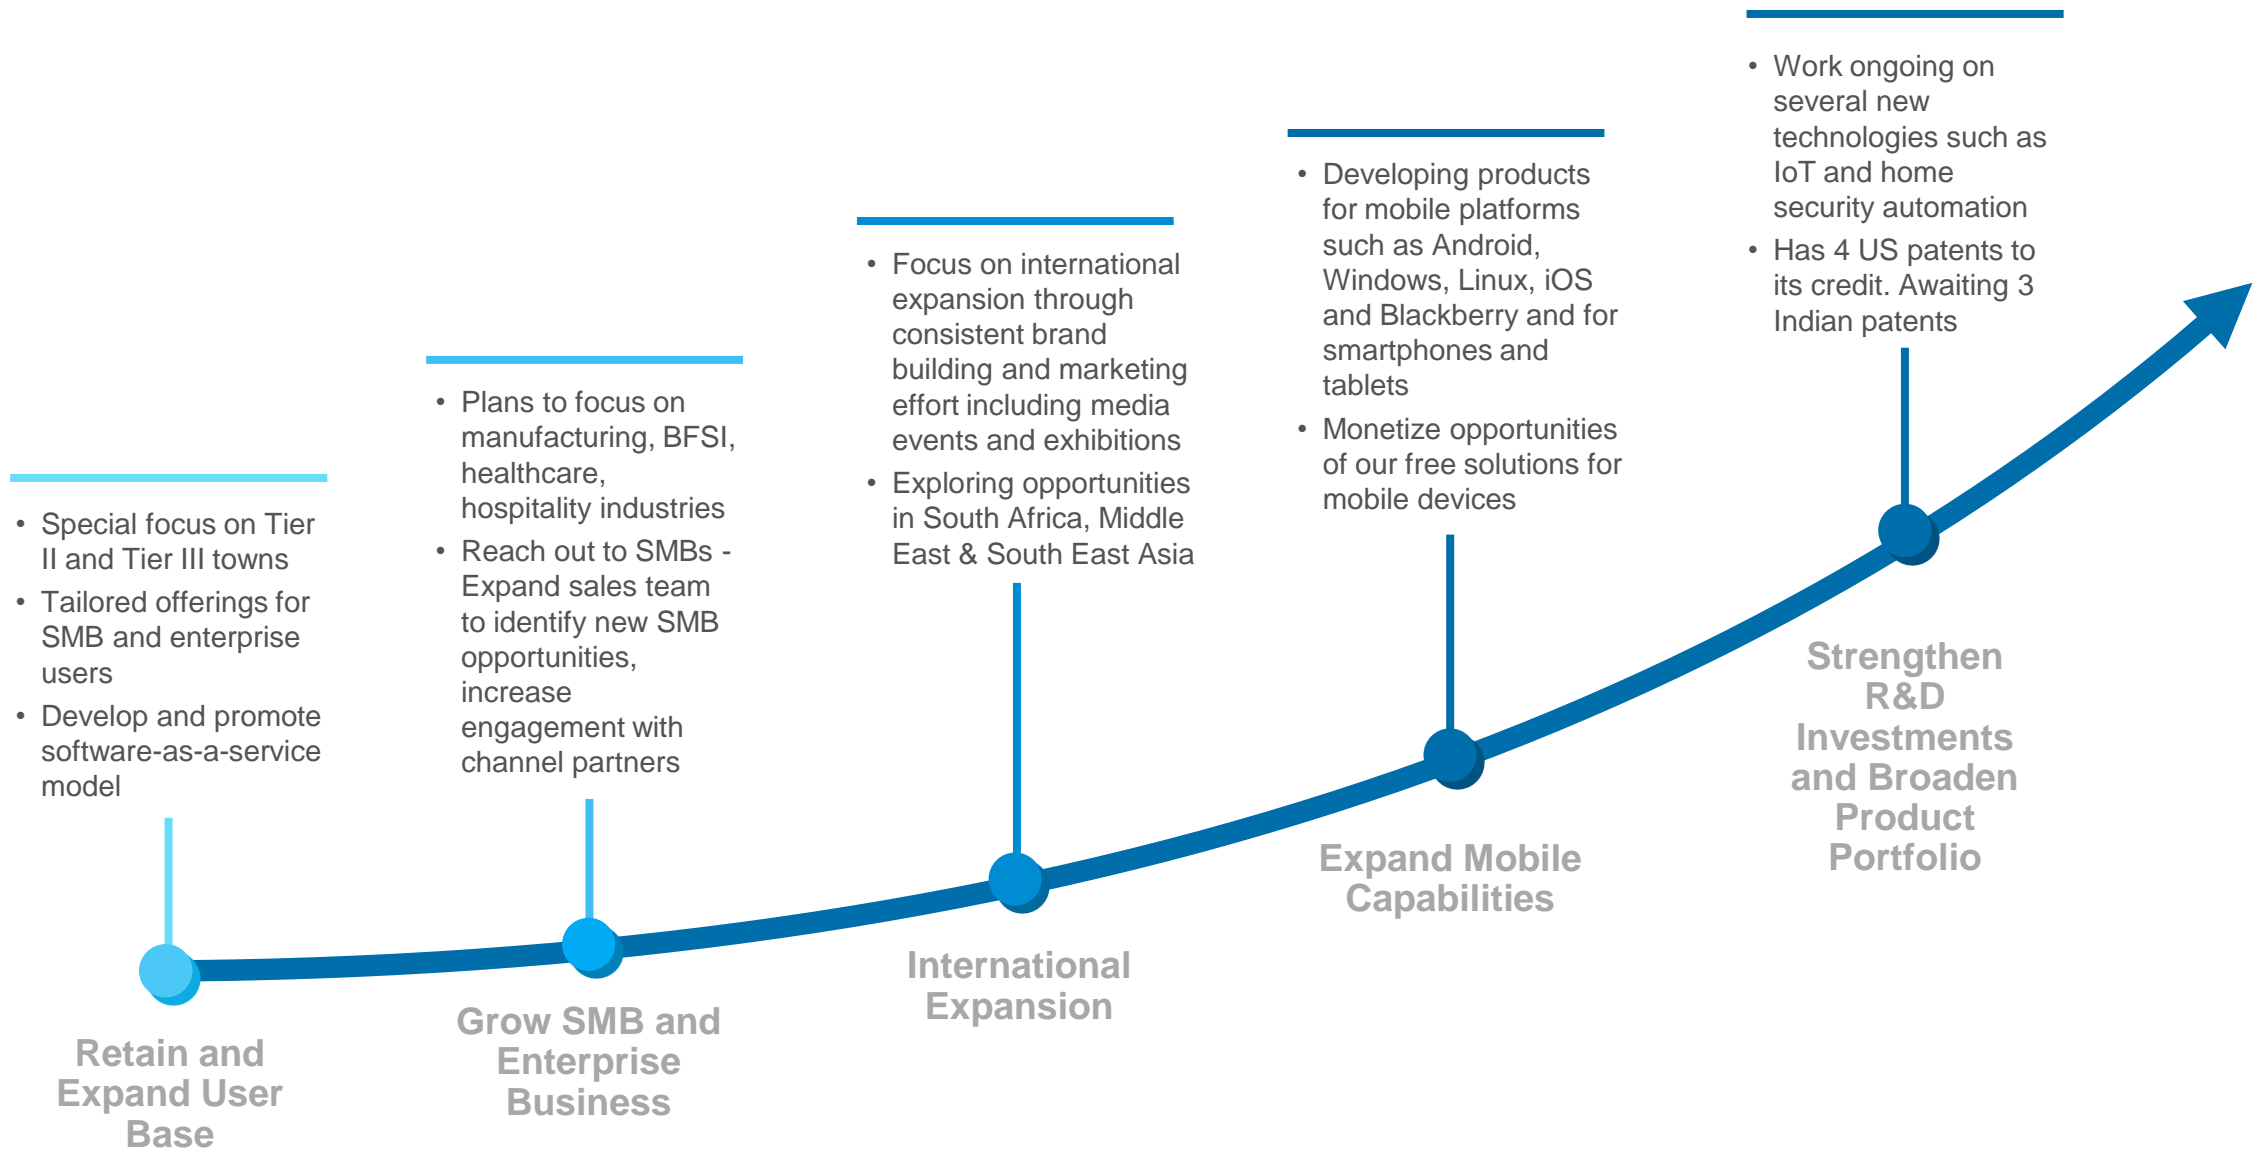 • Special focus on Tier
II and Tier III towns
• Tailored offerings for
SMB and enterprise
users
• Develop and promote
software-as-a-service
model
Retain and
Expand User
Base
• Plans to focus on
manufacturing, BFSI,
healthcare,
hospitality industries
• Reach out to SMBs -
Expand sales team
to identify new SMB
opportunities,
increase
engagement with
channel partners
Grow SMB and
Enterprise
Business
• Focus on international
expansion through
consistent brand
building and marketing
effort including media
events and exhibitions
• Exploring opportunities
in South Africa, Middle
East & South East Asia
International
Expansion
• Developing products
for mobile platforms
such as Android,
Windows, Linux, iOS
and Blackberry and for
smartphones and
tablets
• Monetize opportunities
of our free solutions for
mobile devices
Expand Mobile
Capabilities
• Work ongoing on
several new
technologies such as
IoT and home
security automation
• Has 4 US patents to
its credit. Awaiting 3
Indian patents
Strengthen
R&D
Investments
and Broaden
Product
Portfolio